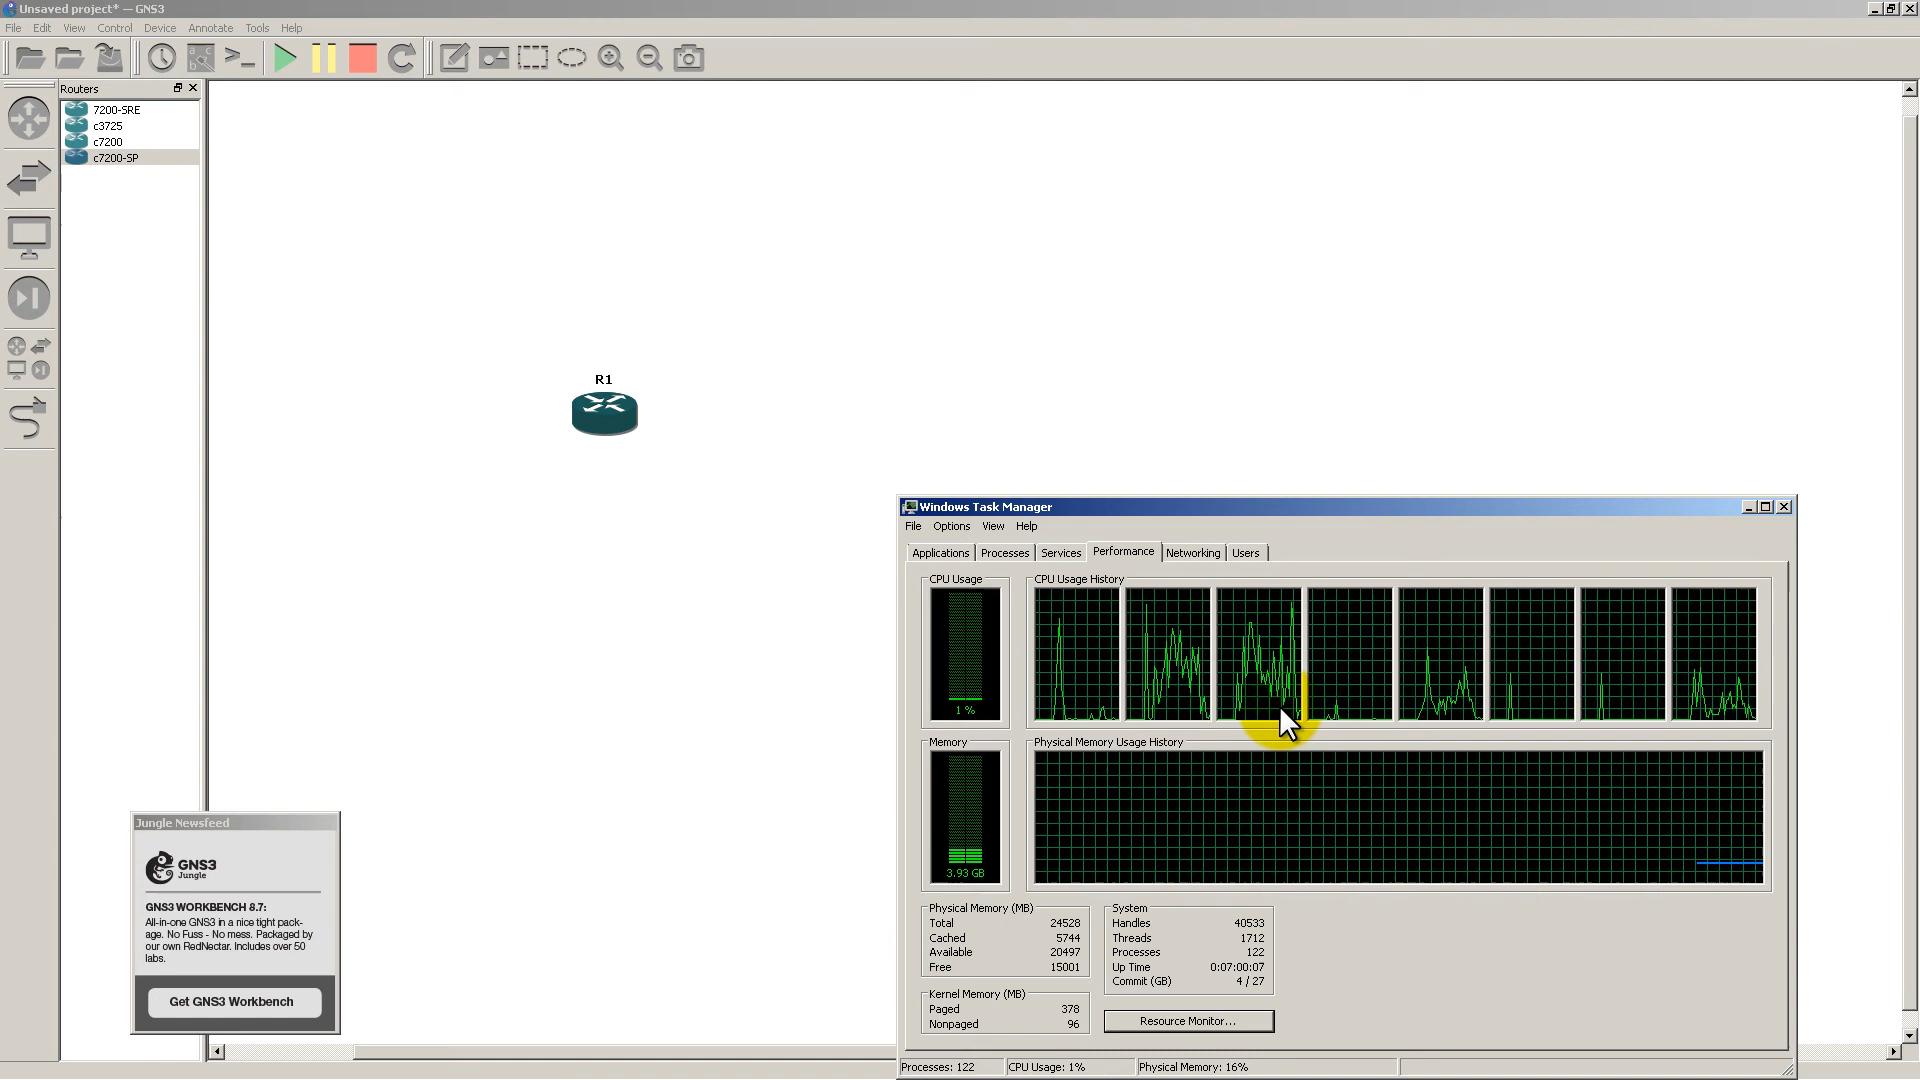 Unsaved project* — GNS3
File Edit View Control Device Annotate Tools Help
Routers
7200-SRE
c3725
c7200
c7200-SP
R1
Jungle Newsfeed
GNS3
Jungle
GNS3 WORKBENCH 8.7:
All-in-one GNS3 in a nice tight pack-
age. No Fuss - No mess. Packaged by
our own RedNectar. Includes over 50
labs.
Get GNS3 Workbench
Windows Task Manager
File Options View Help
Applications Processes Services Performance Networking Users
CPU Usage
1 %
CPU Usage History
Memory
3.93 GB
Physical Memory Usage History
Physical Memory (MB)
Total 24528
Cached 5744
Available 20497
Free 15001
Kernel Memory (MB)
Paged 378
Nonpaged 96
System
Handles 40533
Threads 1712
Processes 122
Up Time 0:07:00:07
Commit (GB) 4 / 27
Resource Monitor...
Processes: 122 CPU Usage: 1% Physical Memory: 16%